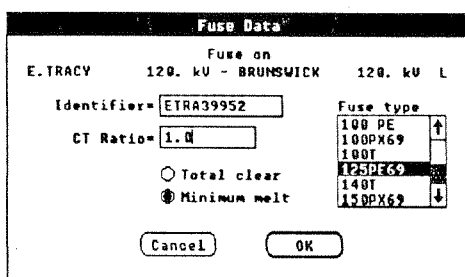 Fuse Data
Fuse on
E.TRACY 120. kV - BRUNSWICK 120. kV L
Identifier= ETRA39952
CT Ratio= 1.0
Total clear
Minimum melt
Fuse type
100 PE
100PX69
100T
125PE69
140T
150PX69
Cancel
OK